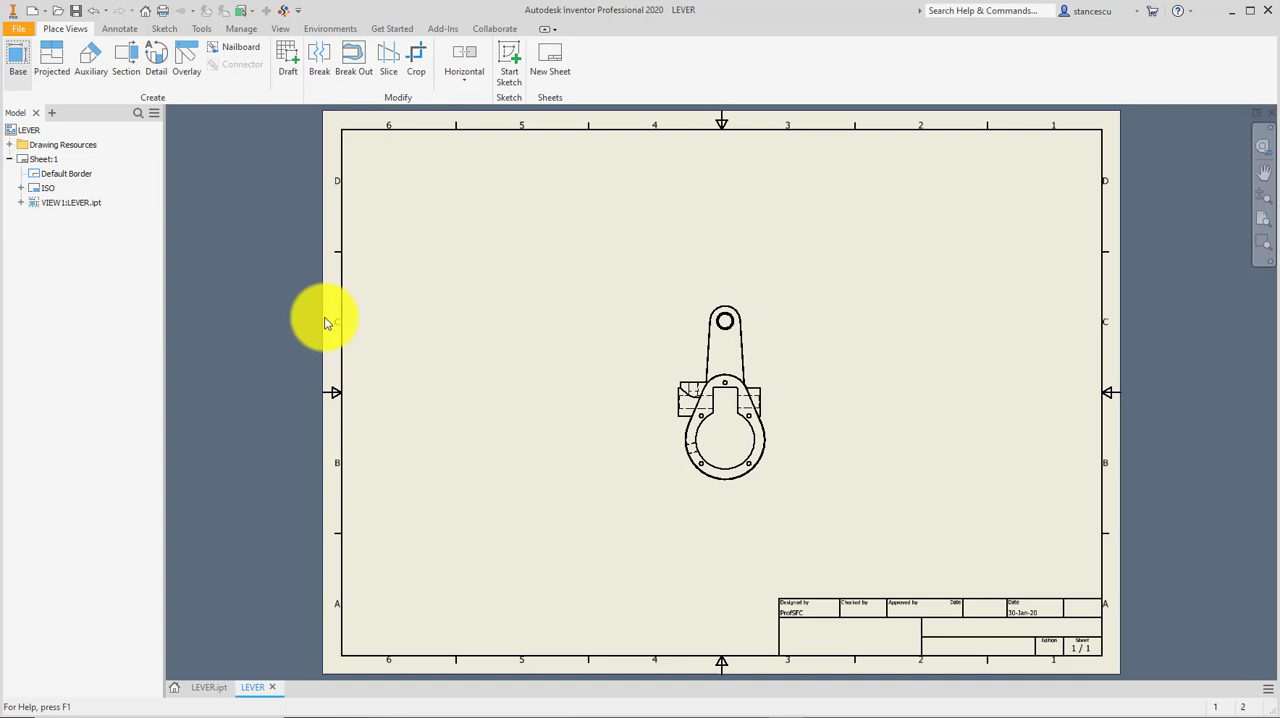 PRO
Autodesk Inventor Professional 2020 LEVER
Search Help & Commands...
stancescu
File
Place Views
Annotate
Sketch
Tools
Manage
View
Environments
Get Started
Add-Ins
Collaborate
Base
Projected
Auxiliary
Section
Detail
Overlay
Nailboard
Connector
Draft
Break
Break Out
Slice
Crop
Horizontal
Start
Sketch
New Sheet
Create
Modify
Sketch
Sheets
Model
LEVER
Drawing Resources
Sheet:1
Default Border
ISO
VIEW1:LEVER.ipt
6 5 4 3 2 1
D D
C C
B B
A A
Designed by
ProfSFC
Checked by
Approved by
Date
Date
30-Jan-20
Edition
Sheet
1 / 1
6 5 4 3 2 1
LEVER.ipt
LEVER
For Help, press F1
1 2